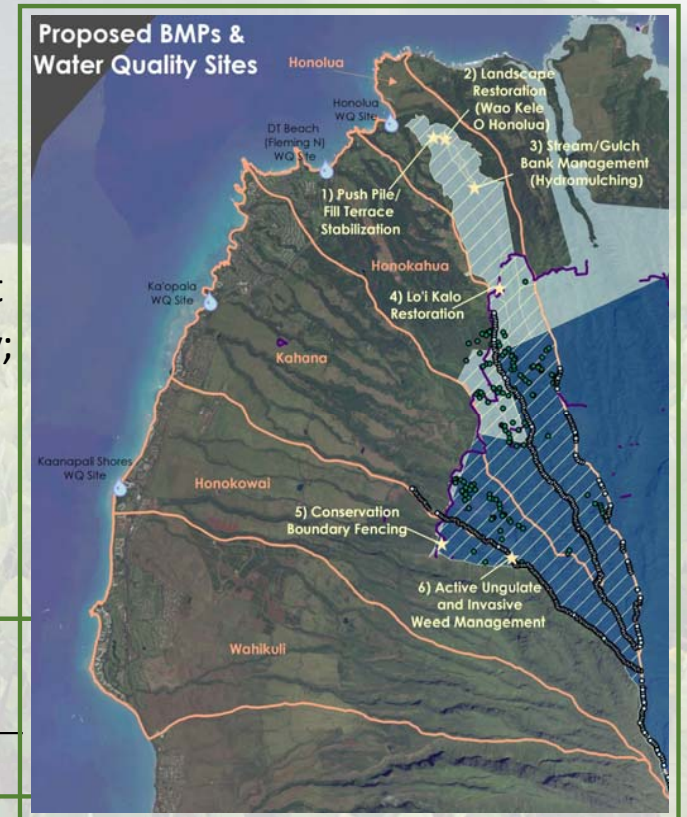 Proposed BMPs &
Water Quality Sites
Honolua
2) Landscape
Restoration
(Wao Kele
O Honolua)
Honolua
WQ Site
DT Beach
(Fleming N)
WQ Site
3) Stream/Gulch
Bank Management
(Hydromulching)
1) Push Pile/
Fill Terrace
Stabilization
Honokahua
4) Lo'i Kalo
Restoration
Ka'opala
WQ Site
Kahana
Kaanapali Shores
WQ Site
Honokowai
5) Conservation
Boundary Fencing
6) Active Ungulate
and Invasive
Weed Management
Wahikuli